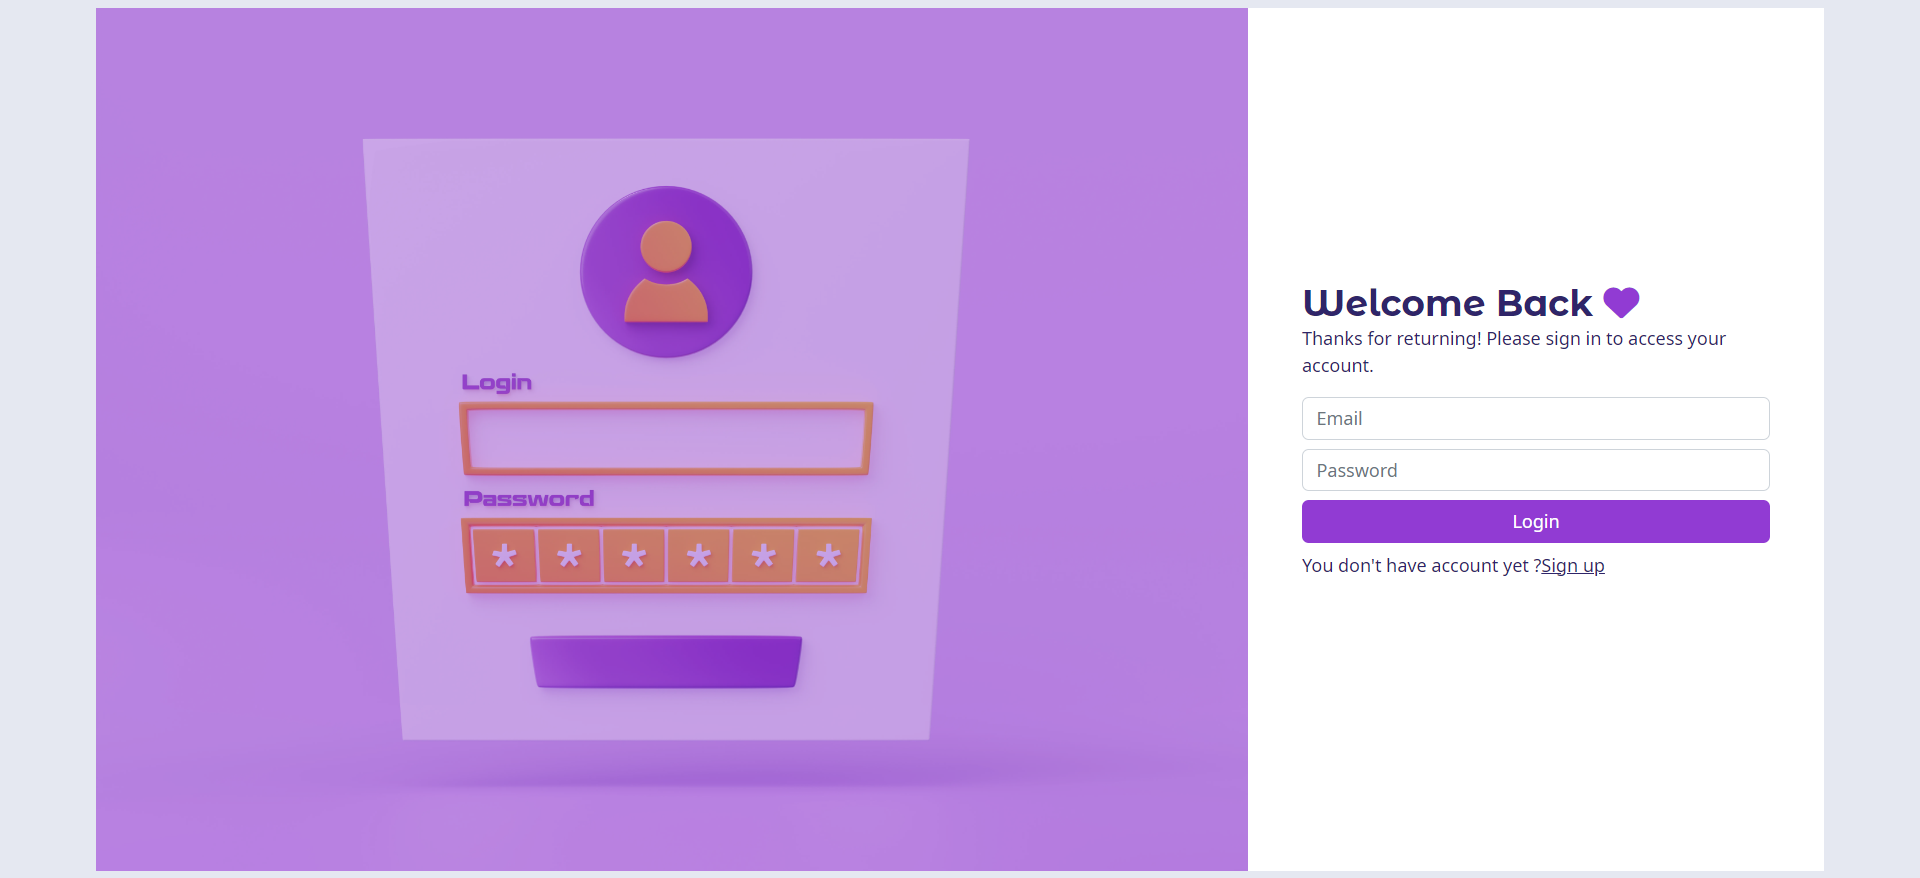 Login
Password
* * * * * *
Welcome Back
Thanks for returning! Please sign in to access your
account.
Email
Password
Login
You don't have account yet ?Sign up